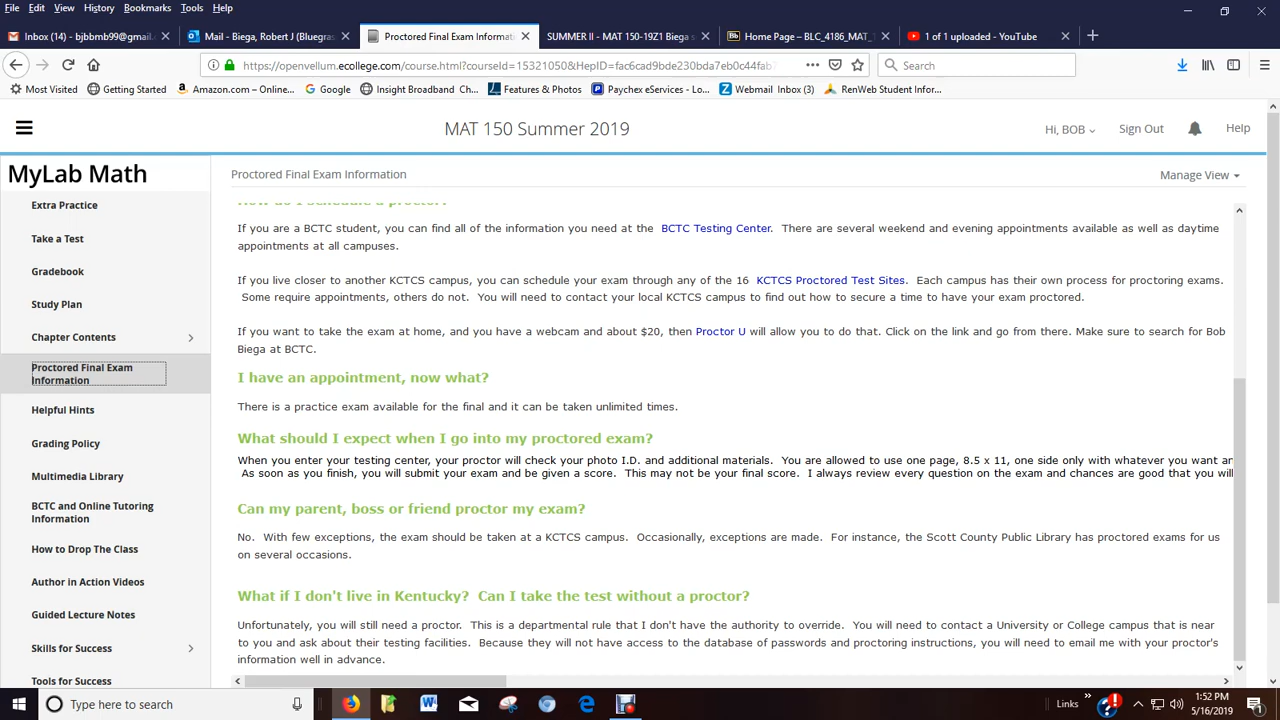 File Edit View History Bookmarks Tools Help
Inbox (14) - bjbbmb99@gmail.c
Mail - Biega, Robert J (Bluegras
Proctored Final Exam Informati
SUMMER II - MAT 150-19Z1 Biega s
Bb Home Page – BLC_4186_MAT_1
1 of 1 uploaded - YouTube
https://openvellum.ecollege.com/course.html?courseId=15321050&HepID=fac6cad9bde230bda7eb0c44fab7
Search
Most Visited Getting Started Amazon.com – Online... Google Insight Broadband Ch... Features & Photos Paychex eServices - Lo... Webmail Inbox (3) RenWeb Student Infor...
MAT 150 Summer 2019
Hi, BOB Sign Out Help
MyLab Math
Extra Practice
Take a Test
Gradebook
Study Plan
Chapter Contents
Proctored Final Exam
Information
Helpful Hints
Grading Policy
Multimedia Library
BCTC and Online Tutoring
Information
How to Drop The Class
Author in Action Videos
Guided Lecture Notes
Skills for Success
Tools for Success
Proctored Final Exam Information
Manage View
How do I schedule a proctor?
If you are a BCTC student, you can find all of the information you need at the BCTC Testing Center. There are several weekend and evening appointments available as well as daytime
appointments at all campuses.
If you live closer to another KCTCS campus, you can schedule your exam through any of the 16 KCTCS Proctored Test Sites. Each campus has their own process for proctoring exams.
Some require appointments, others do not. You will need to contact your local KCTCS campus to find out how to secure a time to have your exam proctored.
If you want to take the exam at home, and you have a webcam and about $20, then Proctor U will allow you to do that. Click on the link and go from there. Make sure to search for Bob
Biega at BCTC.
I have an appointment, now what?
There is a practice exam available for the final and it can be taken unlimited times.
What should I expect when I go into my proctored exam?
When you enter your testing center, your proctor will check your photo I.D. and additional materials. You are allowed to use one page, 8.5 x 11, one side only with whatever you want an
As soon as you finish, you will submit your exam and be given a score. This may not be your final score. I always review every question on the exam and chances are good that you will
Can my parent, boss or friend proctor my exam?
No. With few exceptions, the exam should be taken at a KCTCS campus. Occasionally, exceptions are made. For instance, the Scott County Public Library has proctored exams for us
on several occasions.
What if I don't live in Kentucky? Can I take the test without a proctor?
Unfortunately, you will still need a proctor. This is a departmental rule that I don't have the authority to override. You will need to contact a University or College campus that is near
to you and ask about their testing facilities. Because they will not have access to the database of passwords and proctoring instructions, you will need to email me with your proctor's
information well in advance.
Type here to search
Links
1:52 PM
5/16/2019